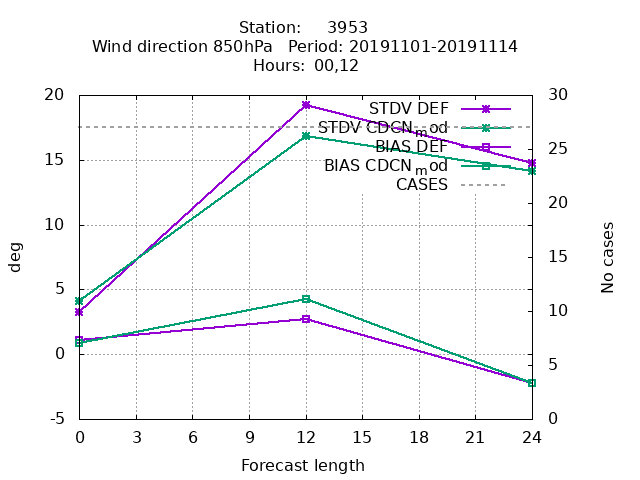 Station: 3953
Wind direction 850hPa Period: 20191101-20191114
Hours: 00,12
20 30
STDV DEF
STDV CDCNmod
BIAS DEF
BIAS CDCNmod
CASES
15 25
10 20
5 15
0 10
-5 5
0
deg
No cases
0 3 6 9 12 15 18 21 24
Forecast length